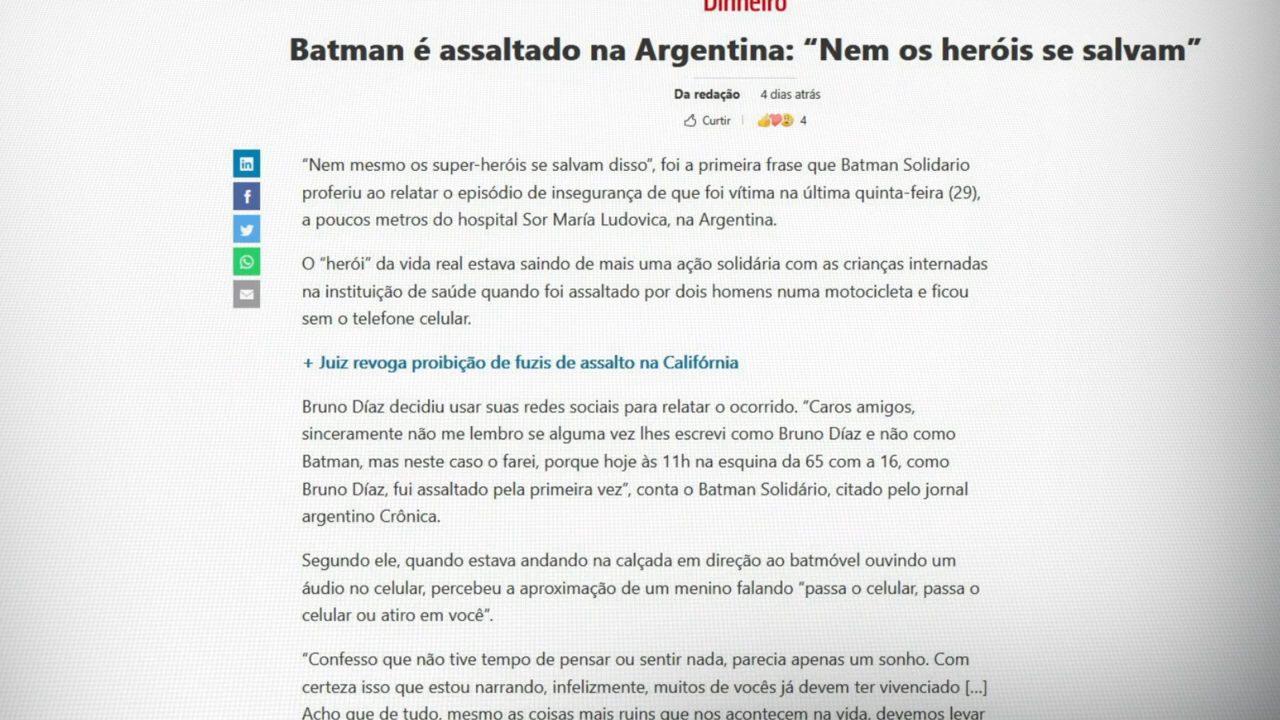 Dinheiro
Batman é assaltado na Argentina: “Nem os heróis se salvam”
Da redação 4 dias atrás
Curtir | 4
“Nem mesmo os super-heróis se salvam disso”, foi a primeira frase que Batman Solidario
proferiu ao relatar o episódio de insegurança de que foi vítima na última quinta-feira (29),
a poucos metros do hospital Sor María Ludovica, na Argentina.
O “herói” da vida real estava saindo de mais uma ação solidária com as crianças internadas
na instituição de saúde quando foi assaltado por dois homens numa motocicleta e ficou
sem o telefone celular.
+ Juiz revoga proibição de fuzis de assalto na Califórnia
Bruno Díaz decidiu usar suas redes sociais para relatar o ocorrido. “Caros amigos,
sinceramente não me lembro se alguma vez lhes escrevi como Bruno Díaz e não como
Batman, mas neste caso o farei, porque hoje às 11h na esquina da 65 com a 16, como
Bruno Díaz, fui assaltado pela primeira vez”, conta o Batman Solidário, citado pelo jornal
argentino Crônica.
Segundo ele, quando estava andando na calçada em direção ao batmóvel ouvindo um
áudio no celular, percebeu a aproximação de um menino falando “passa o celular, passa o
celular ou atiro em você”.
“Confesso que não tive tempo de pensar ou sentir nada, parecia apenas um sonho. Com
certeza isso que estou narrando, infelizmente, muitos de vocês já devem ter vivenciado [...]
Acho que de tudo, mesmo as coisas mais ruins que nos acontecem na vida, devemos levar